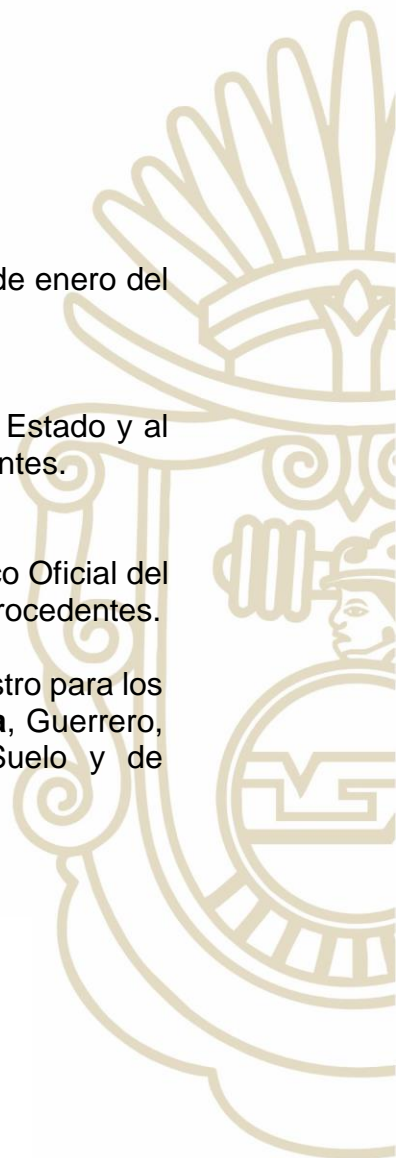 de enero del
Estado y al
ntes.
co Oficial del
rocedentes.
stro para los
a, Guerrero,
Suelo y de